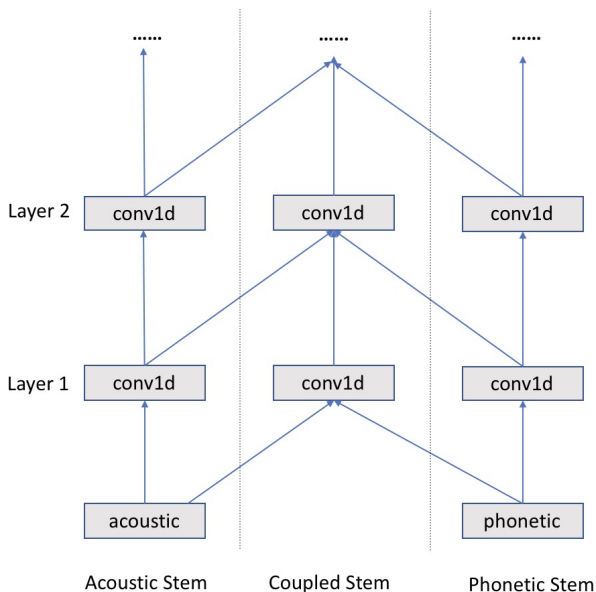 ...... ...... ......
Layer 2 conv1d conv1d conv1d
Layer 1 conv1d conv1d conv1d
acoustic phonetic
Acoustic Stem Coupled Stem Phonetic Stem